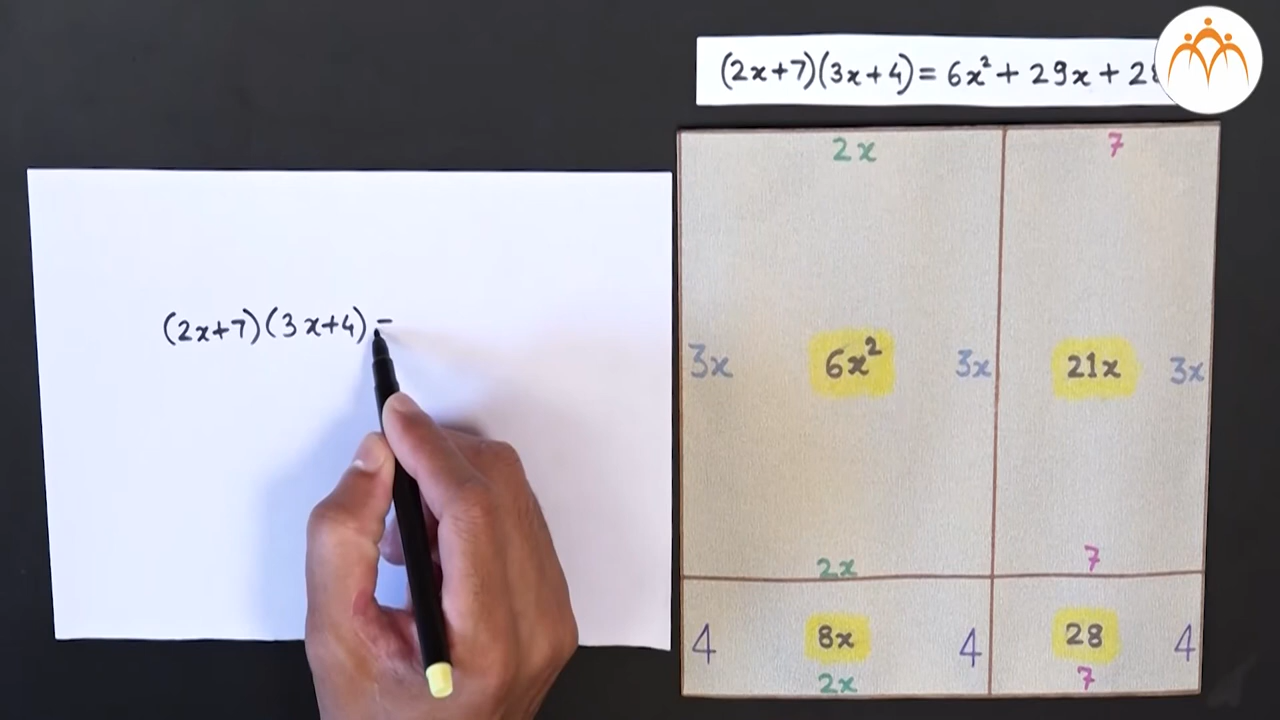 (2x+7)(3x+4) = 6x² + 29x + 28
2x 7
(2x+7)(3x+4) =
3x 6x² 3x 21x 3x
2x 7
4 8x 4 28 4
2x 7